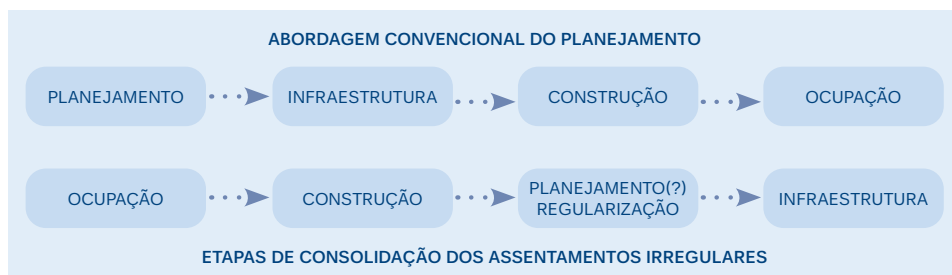 ABORDAGEM CONVENCIONAL DO PLANEJAMENTO
PLANEJAMENTO
INFRAESTRUTURA
CONSTRUÇÃO
OCUPAÇÃO
OCUPAÇÃO
CONSTRUÇÃO
PLANEJAMENTO(?)
REGULARIZAÇÃO
INFRAESTRUTURA
ETAPAS DE CONSOLIDAÇÃO DOS ASSENTAMENTOS IRREGULARES